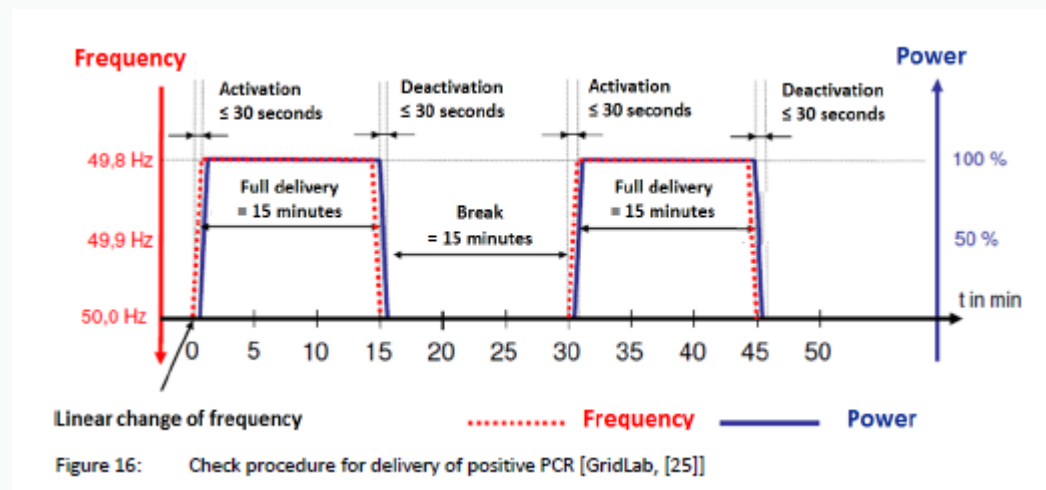 Frequency
Power
Activation
≤ 30 seconds
Deactivation
≤ 30 seconds
Activation
≤ 30 seconds
Deactivation
≤ 30 seconds
49,8 Hz
100 %
Full delivery
= 15 minutes
Break
= 15 minutes
Full delivery
= 15 minutes
49,9 Hz
50 %
t in min
50,0 Hz
0 5 10 15 20 25 30 35 40 45 50
Linear change of frequency
Frequency
Power
Figure 16: Check procedure for delivery of positive PCR [GridLab, [25]]